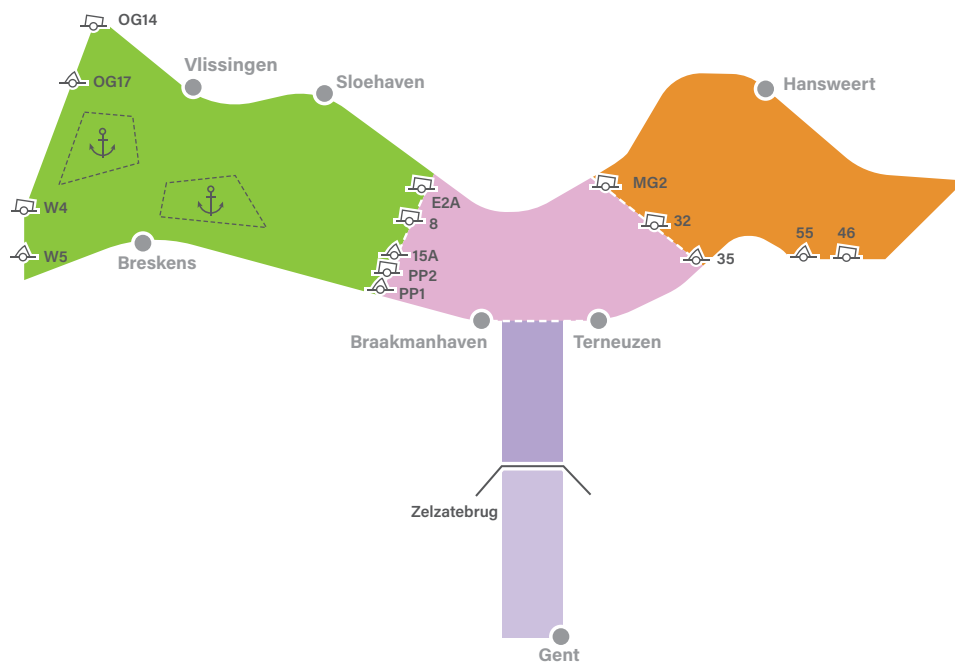 OG14
Vlissingen
Sloehaven
OG17
Hansweert
MG2
E2A
W4
8
32
55
46
15A
W5
Breskens
35
PP2
PP1
Braakmanhaven
Terneuzen
Zelzatebrug
Gent